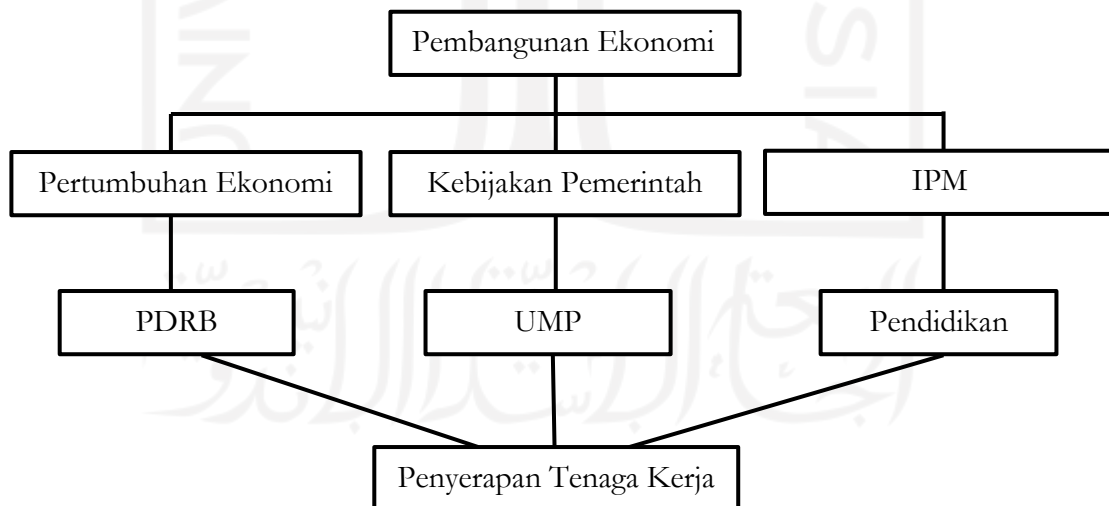 Pembangunan Ekonomi
Pertumbuhan Ekonomi
Kebijakan Pemerintah
IPM
PDRB
UMP
Pendidikan
Penyerapan Tenaga Kerja